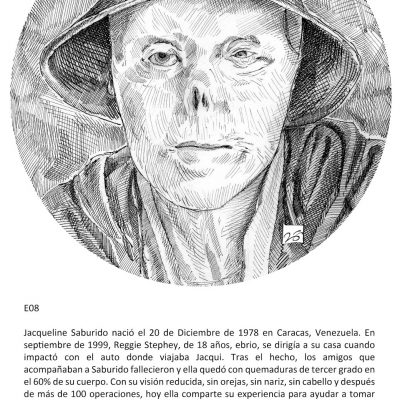 E08
Jacqueline Saburido nació el 20 de Diciembre de 1978 en Caracas, Venezuela. En
septiembre de 1999, Reggie Stephey, de 18 años, ebrio, se dirigía a su casa cuando
impactó con el auto donde viajaba Jacqui. Tras el hecho, los amigos que
acompañaban a Saburido fallecieron y ella quedó con quemaduras de tercer grado en
el 60% de su cuerpo. Con su visión reducida, sin orejas, sin nariz, sin cabello y después
de más de 100 operaciones, hoy ella comparte su experiencia para ayudar a tomar